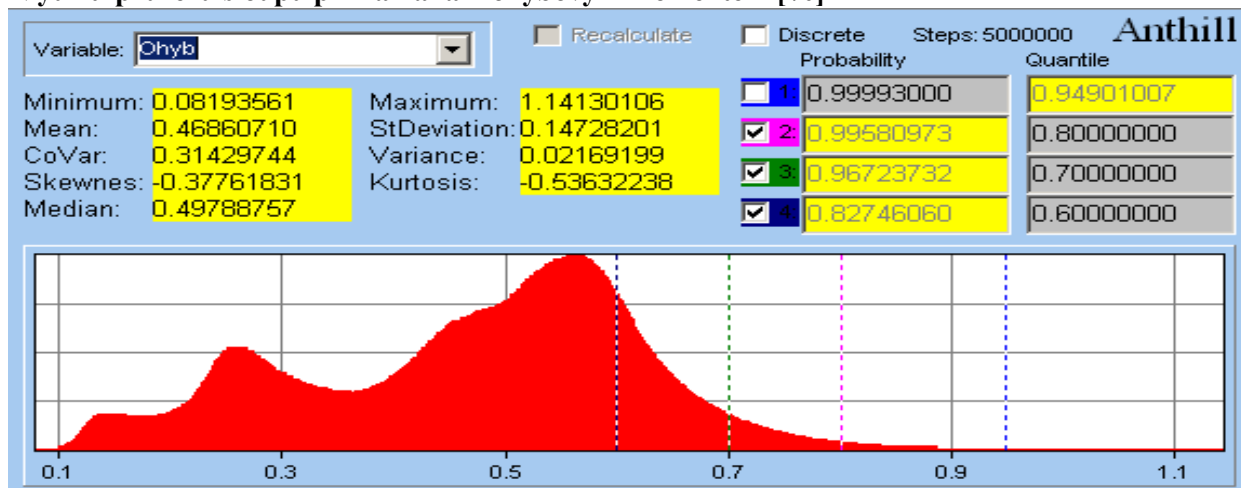 Variable: Ohyb
Recalculate
Discrete Steps: 5000000 Anthill
Probability Quantile
Minimum: 0.08193561 Maximum: 1.14130106 1: 0.99993000 0.94901007
Mean: 0.46860710 StDeviation: 0.14728201 2: 0.99580973 0.80000000
CoVar: 0.31429744 Variance: 0.02169199 3: 0.96723732 0.70000000
Skewnes: -0.37761831 Kurtosis: -0.53632238 4: 0.82746060 0.60000000
Median: 0.49788757
0.1 0.3 0.5 0.7 0.9 1.1